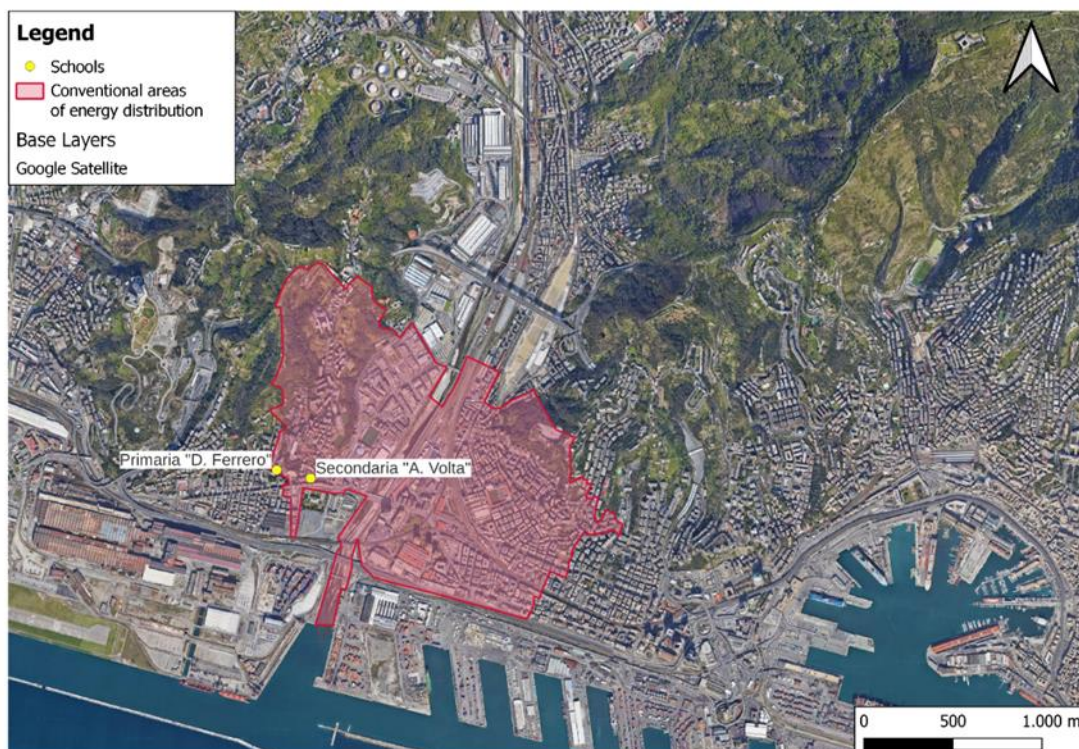 Legend
Schools
Conventional areas
of energy distribution
Base Layers
Google Satellite
Primaria "D. Ferrero"
Secondaria "A. Volta"
0 500 1.000 m